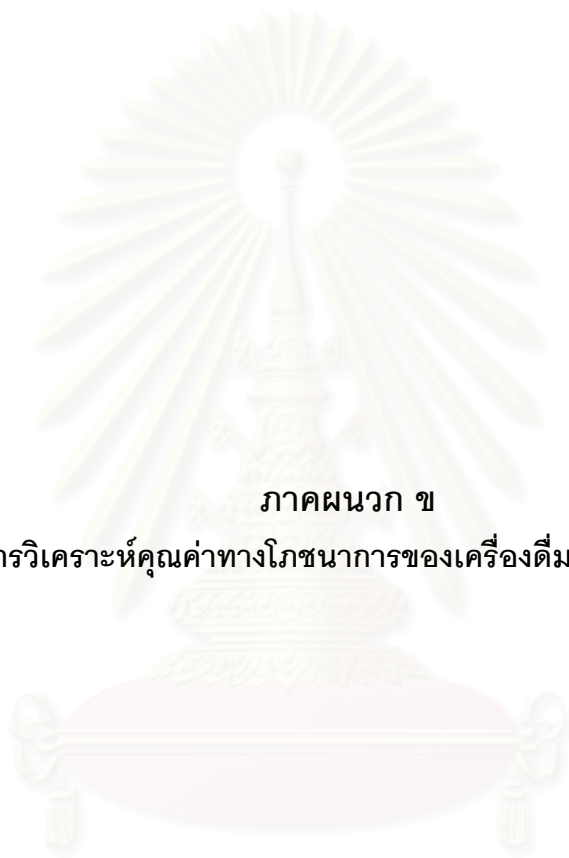 ภาคผนวก ข
ารวิเคราะห์คุณค่าทางโภชนาการของเครื่องดื่ม